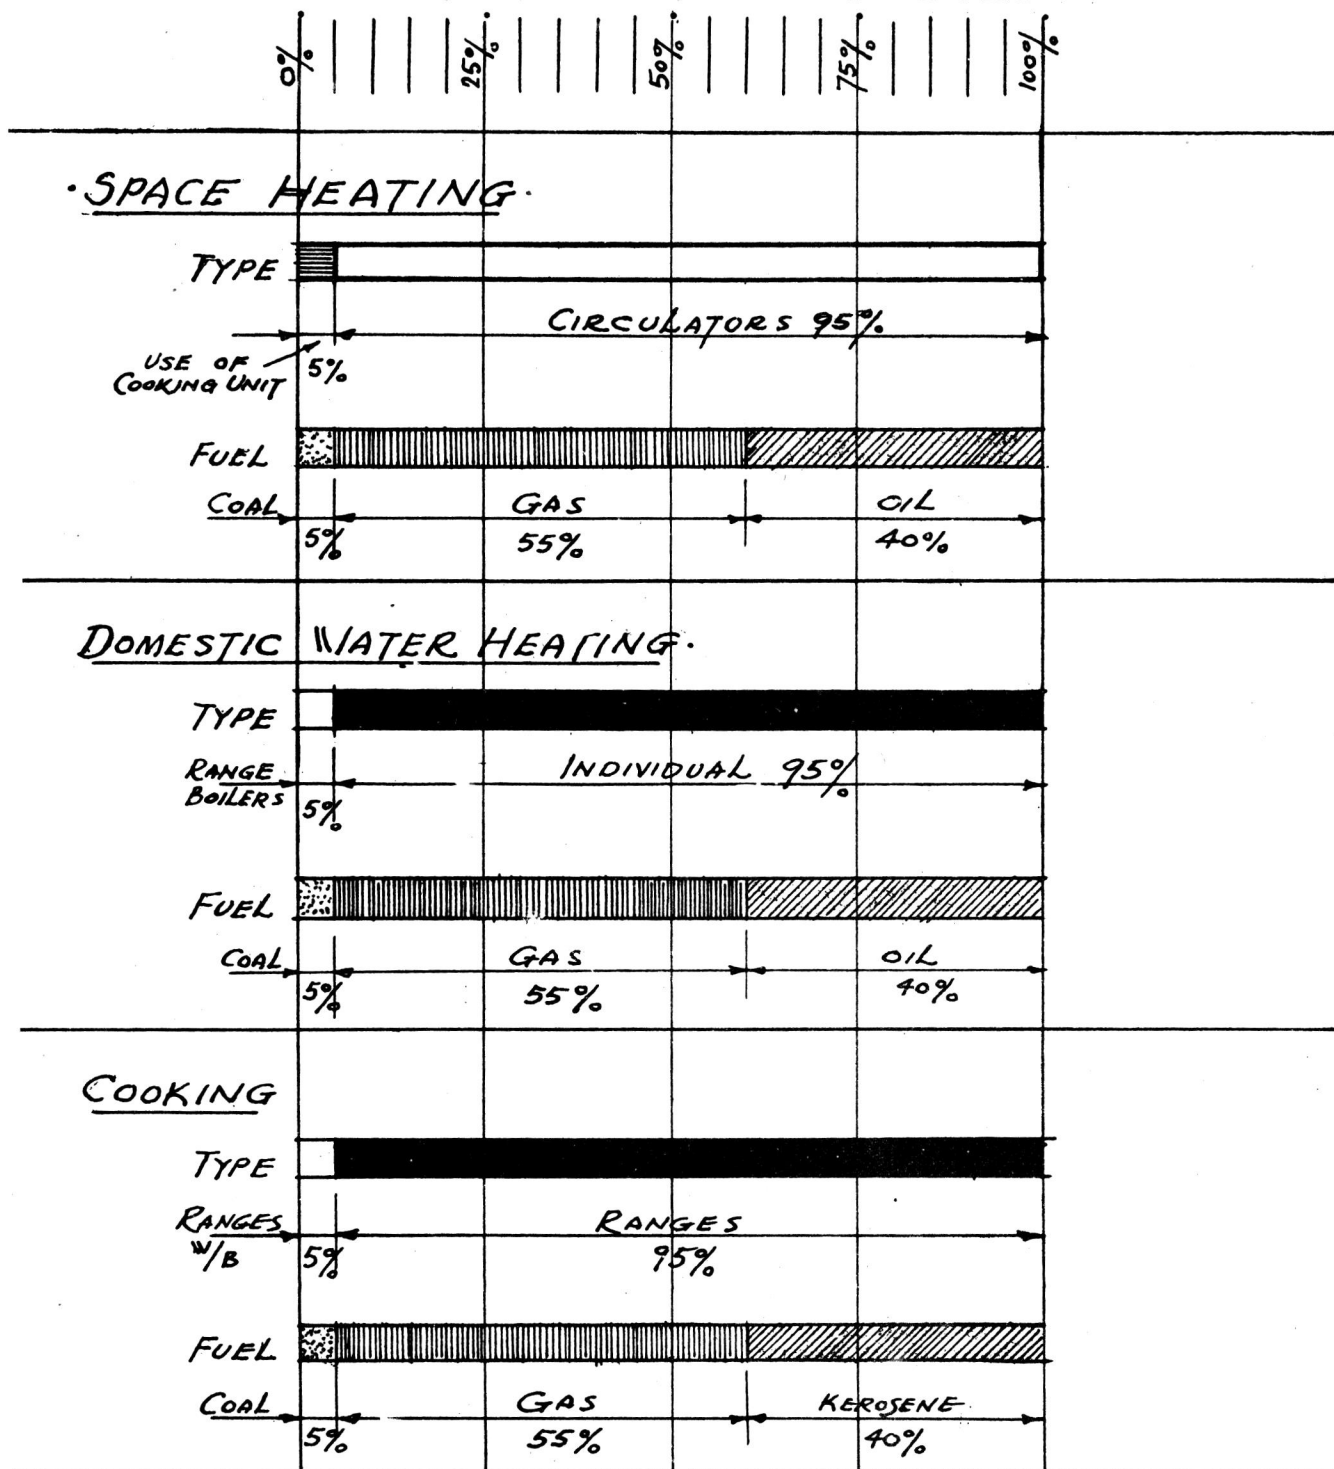 0% 25% 50% 75% 100%
SPACE HEATING
TYPE
CIRCULATORS 95%
USE OF
COOKING UNIT
5%
FUEL
COAL GAS OIL
5% 55% 40%
DOMESTIC WATER HEATING.
TYPE
RANGE INDIVIDUAL 95%
BOILERS
5%
FUEL
COAL GAS OIL
5% 55% 40%
COOKING
TYPE
RANGES RANGES
W/B 5% 95%
FUEL
COAL GAS KEROSENE
5% 55% 40%